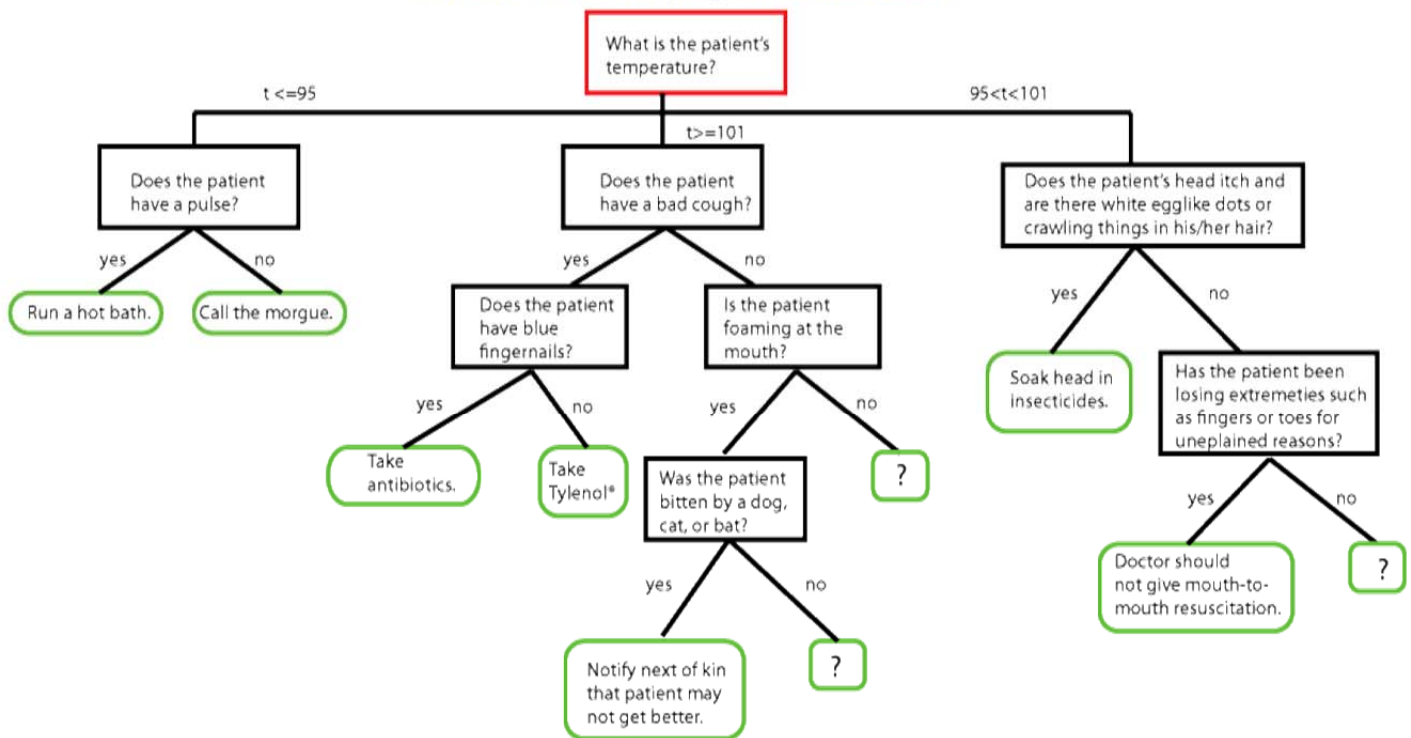 What is the patient's
temperature?
t <=95
95<t<101
t>=101
Does the patient
have a pulse?
Does the patient
have a bad cough?
Does the patient's head itch and
are there white egglike dots or
crawling things in his/her hair?
yes
no
yes
no
yes
no
Run a hot bath.
Call the morgue.
Does the patient
have blue
fingernails?
Is the patient
foaming at the
mouth?
Soak head in
insecticides.
Has the patient been
losing extremeties such
as fingers or toes for
uneplained reasons?
yes
no
yes
no
Take
antibiotics.
Take
Tylenol®
Was the patient
bitten by a dog,
cat, or bat?
?
yes
no
yes
no
Doctor should
not give mouth-to-
mouth resuscitation.
?
Notify next of kin
that patient may
not get better.
?